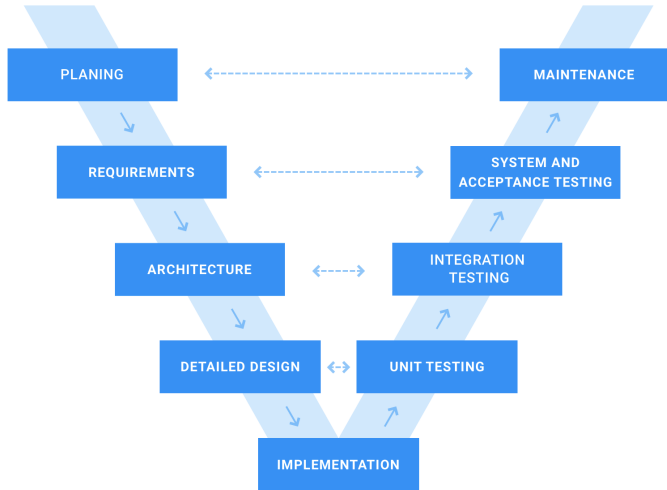 PLANING
MAINTENANCE
REQUIREMENTS
SYSTEM AND
ACCEPTANCE TESTING
ARCHITECTURE
INTEGRATION
TESTING
DETAILED DESIGN
UNIT TESTING
IMPLEMENTATION